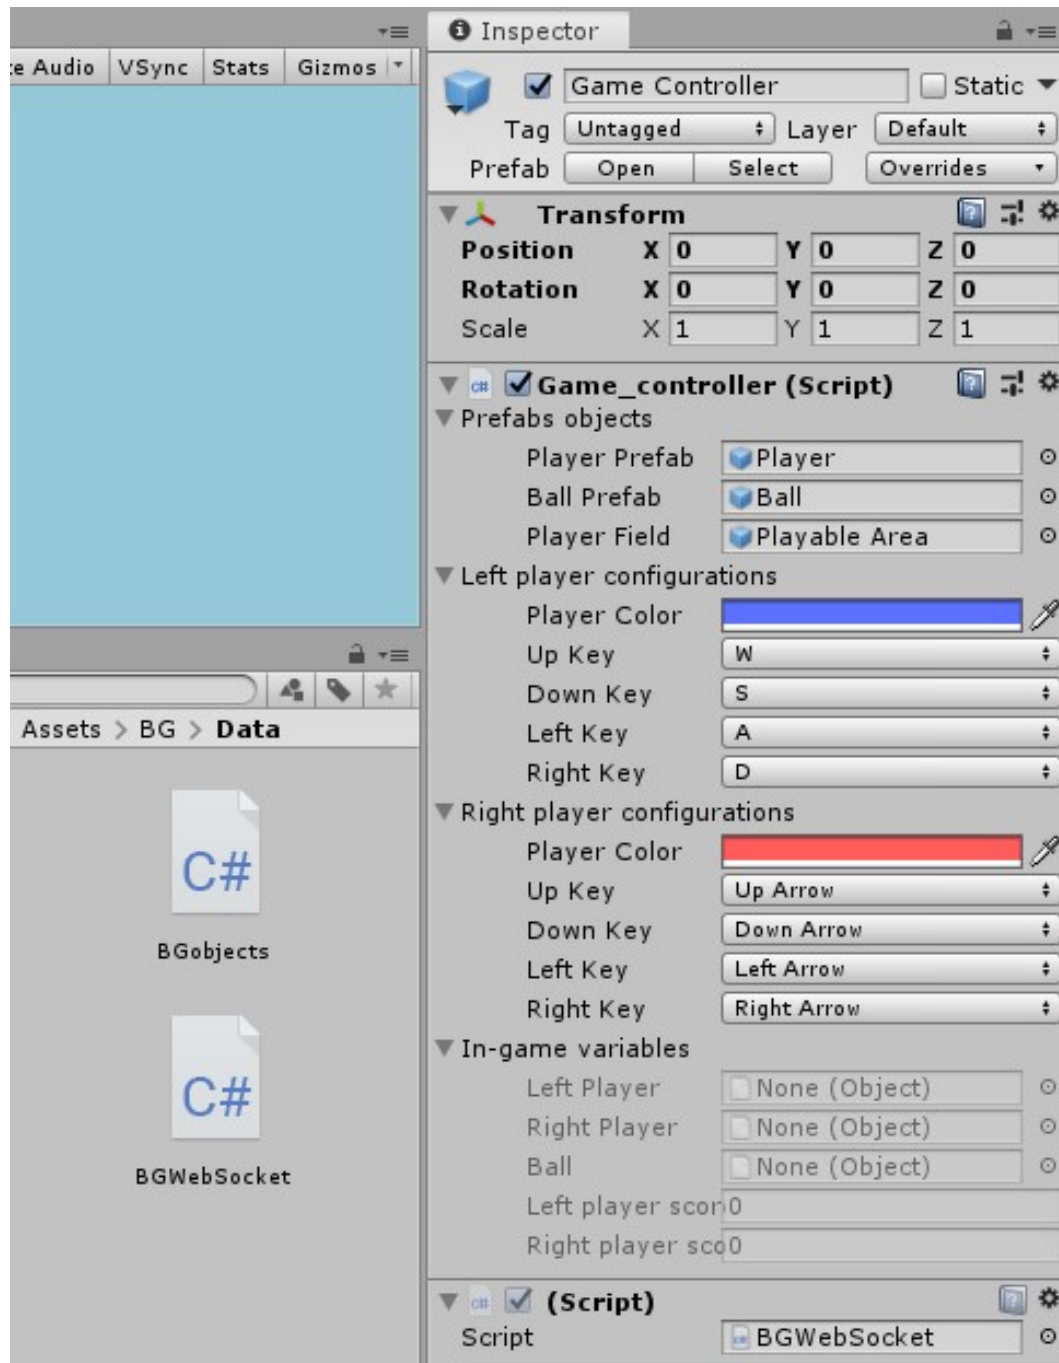 Inspector
te Audio VSync Stats Gizmos
Game Controller Static
Tag Untagged Layer Default
Prefab Open Select Overrides
Transform
Position X 0 Y 0 Z 0
Rotation X 0 Y 0 Z 0
Scale X 1 Y 1 Z 1
C# Game_controller (Script)
Prefabs objects
Player Prefab Player
Ball Prefab Ball
Player Field Playable Area
Left player configurations
Player Color
Up Key W
Down Key S
Left Key A
Right Key D
Right player configurations
Player Color
Up Key Up Arrow
Down Key Down Arrow
Left Key Left Arrow
Right Key Right Arrow
In-game variables
Left Player None (Object)
Right Player None (Object)
Ball None (Object)
Left player scor 0
Right player sco 0
C# (Script)
Script BGWebSocket
Assets > BG > Data
C#
BGobjects
C#
BGWebSocket